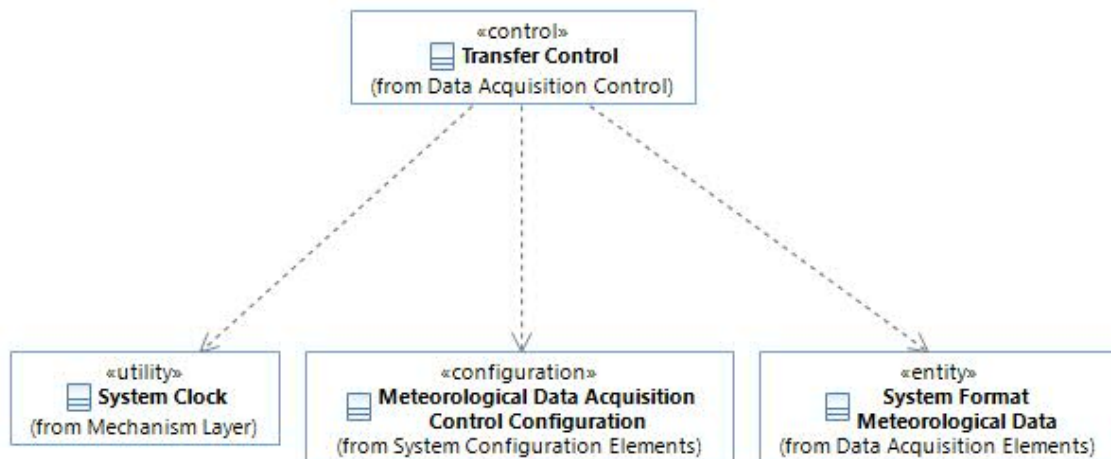 «control»
Transfer Control
(from Data Acquisition Control)
«utility»
System Clock
(from Mechanism Layer)
«configuration»
Meteorological Data Acquisition
Control Configuration
(from System Configuration Elements)
«entity»
System Format
Meteorological Data
(from Data Acquisition Elements)